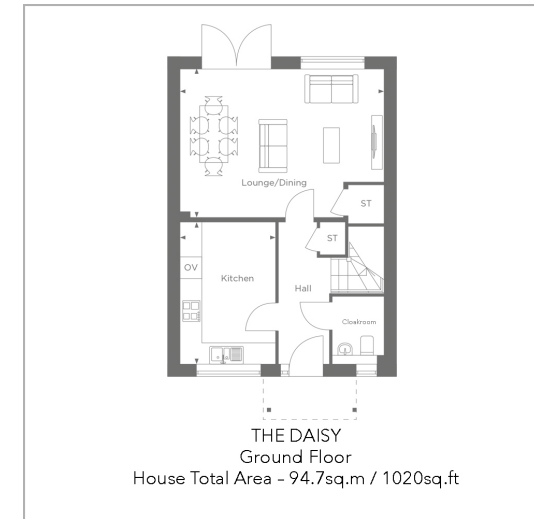 Lounge/Dining
ST
ST
OV
Kitchen
Hall
Cloakroom
THE DAISY
Ground Floor
House Total Area – 94.7sq.m / 1020sq.ft